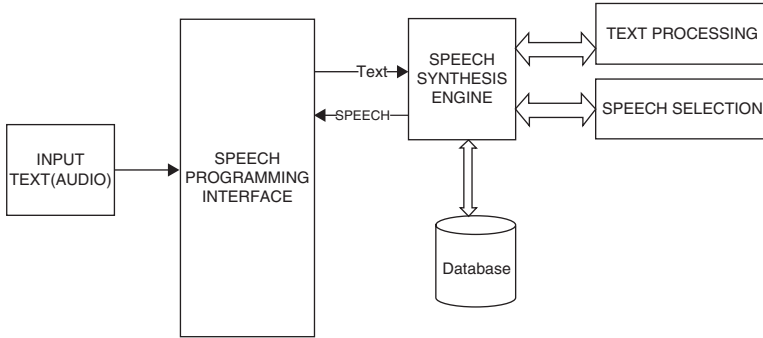 INPUT
TEXT(AUDIO)
SPEECH
PROGRAMMING
INTERFACE
Text
SPEECH
SPEECH
SYNTHESIS
ENGINE
TEXT PROCESSING
SPEECH SELECTION
Database